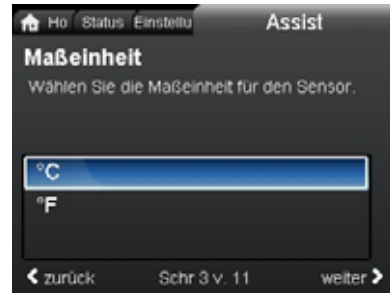 Ho Status Einstellu Assist
Maßeinheit
Wählen Sie die Maßeinheit für den Sensor.
°C
°F
zurück Schr 3 v. 11 weiter